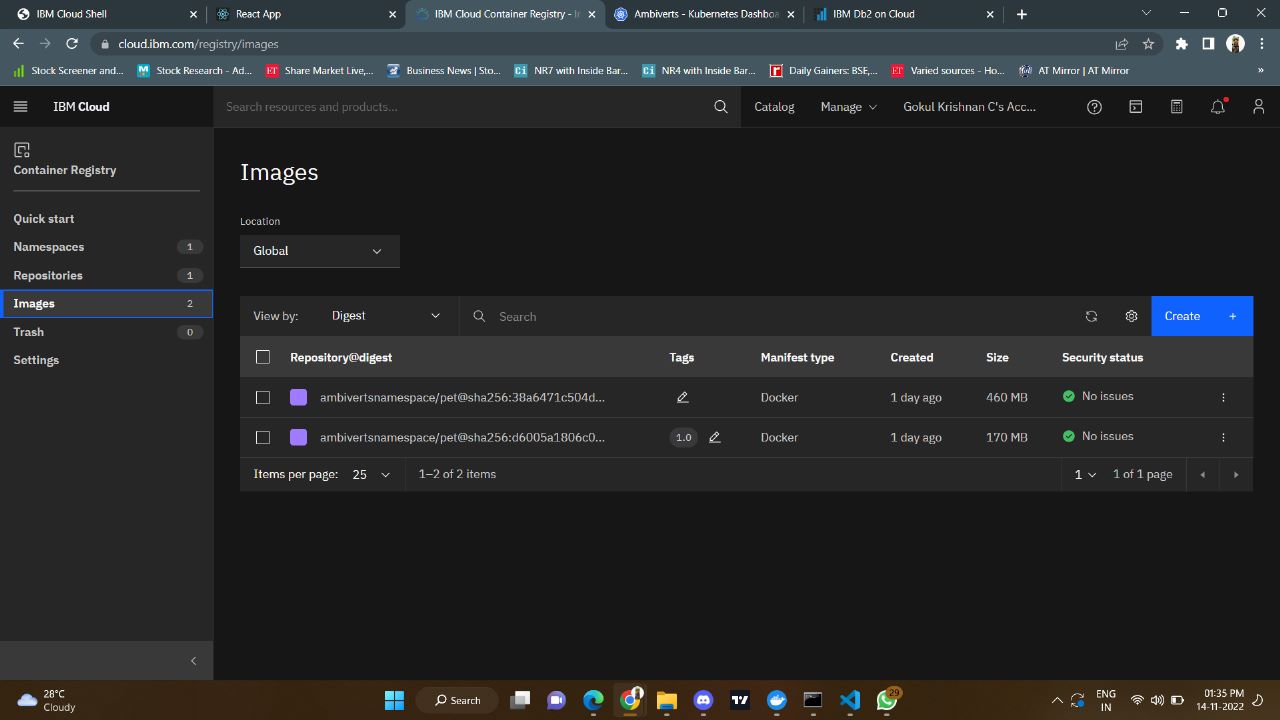 IBM Cloud Shell
React App
IBM Cloud Container Registry - Im
Ambiverts - Kubernetes Dashboa
IBM Db2 on Cloud
cloud.ibm.com/registry/images
Stock Screener and...
Stock Research - Ad...
Share Market Live,...
Business News | Sto...
NR7 with Inside Bar...
NR4 with Inside Bar...
Daily Gainers BSE,...
Varied sources - Ho...
AT Mirror | AT Mirror
»
IBM Cloud
Search resources and products...
Catalog
Manage
Gokul Krishnan C's Acc...
Container Registry
Quick start
Namespaces 1
Repositories 1
Images 2
Trash 0
Settings
Images
Location
Global
View by: Digest
Search
Create +
Repository@digest Tags Manifest type Created Size Security status
ambivertsnamespace/pet@sha256:38a6471c504d... Docker 1 day ago 460 MB No issues
ambivertsnamespace/pet@sha256:d6005a1806c0... 1.0 Docker 1 day ago 170 MB No issues
Items per page: 25 1–2 of 2 items 1 1 of 1 page
28°C
Cloudy
Search
29
ENG
IN
01:35 PM
14-11-2022